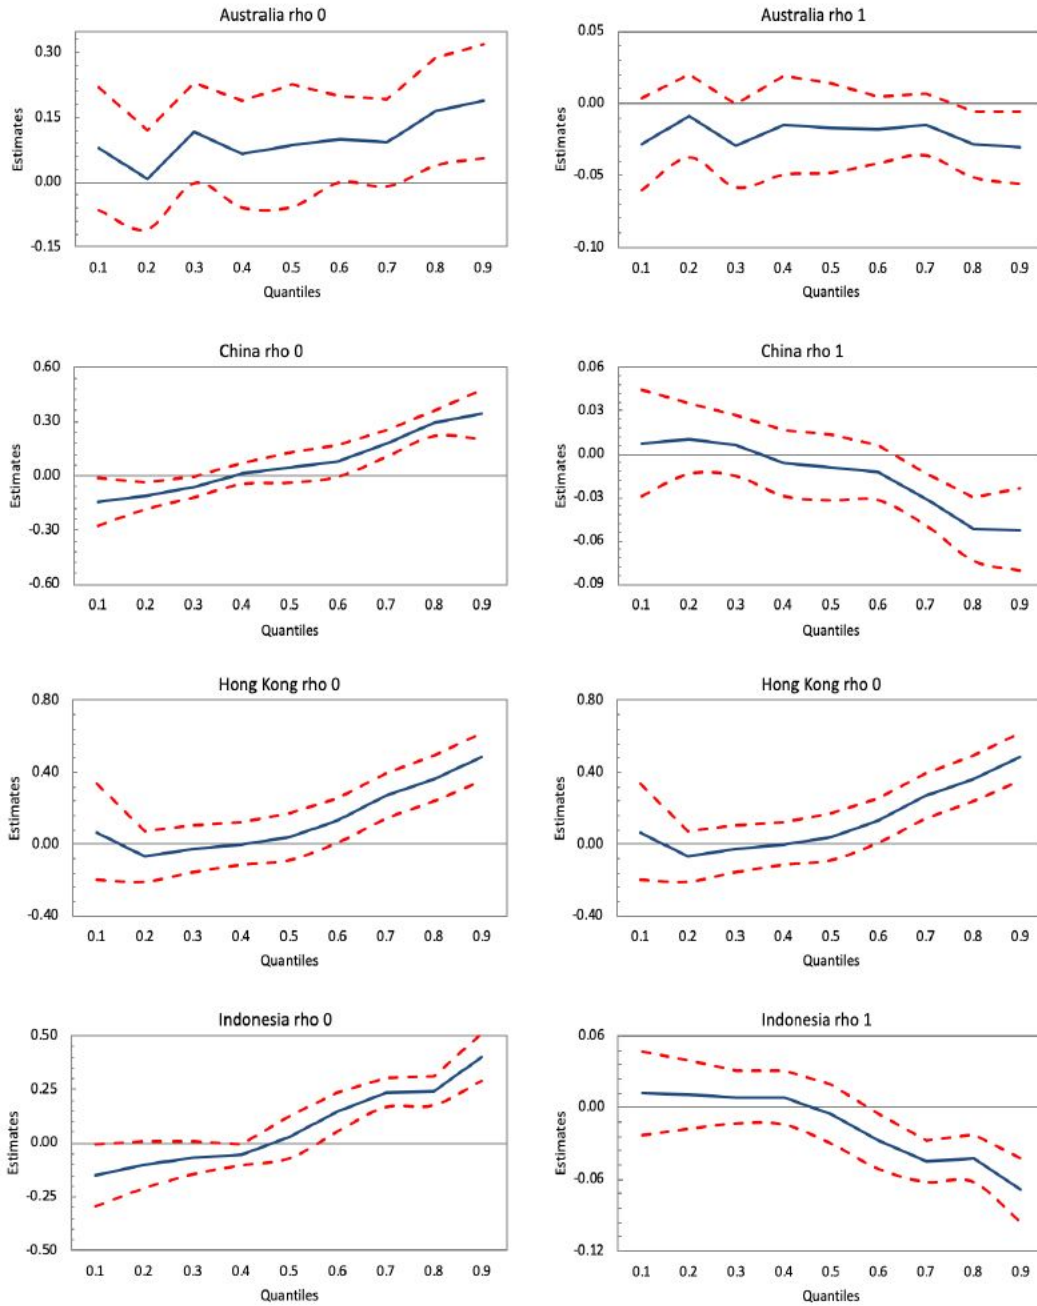 Australia rho 0
Estimates
0.30
0.15
0.00
-0.15
0.1 0.2 0.3 0.4 0.5 0.6 0.7 0.8 0.9
Quantiles
Australia rho 1
Estimates
0.05
0.00
-0.05
-0.10
0.1 0.2 0.3 0.4 0.5 0.6 0.7 0.8 0.9
Quantiles
China rho 0
Estimates
0.60
0.30
0.00
-0.30
-0.60
0.1 0.2 0.3 0.4 0.5 0.6 0.7 0.8 0.9
Quantiles
China rho 1
Estimates
0.06
0.03
0.00
-0.03
-0.06
-0.09
0.1 0.2 0.3 0.4 0.5 0.6 0.7 0.8 0.9
Quantiles
Hong Kong rho 0
Estimates
0.80
0.40
0.00
-0.40
0.1 0.2 0.3 0.4 0.5 0.6 0.7 0.8 0.9
Quantiles
Hong Kong rho 0
Estimates
0.80
0.40
0.00
-0.40
0.1 0.2 0.3 0.4 0.5 0.6 0.7 0.8 0.9
Quantiles
Indonesia rho 0
Estimates
0.50
0.25
0.00
-0.25
-0.50
0.1 0.2 0.3 0.4 0.5 0.6 0.7 0.8 0.9
Quantiles
Indonesia rho 1
Estimates
0.06
0.00
-0.06
-0.12
0.1 0.2 0.3 0.4 0.5 0.6 0.7 0.8 0.9
Quantiles